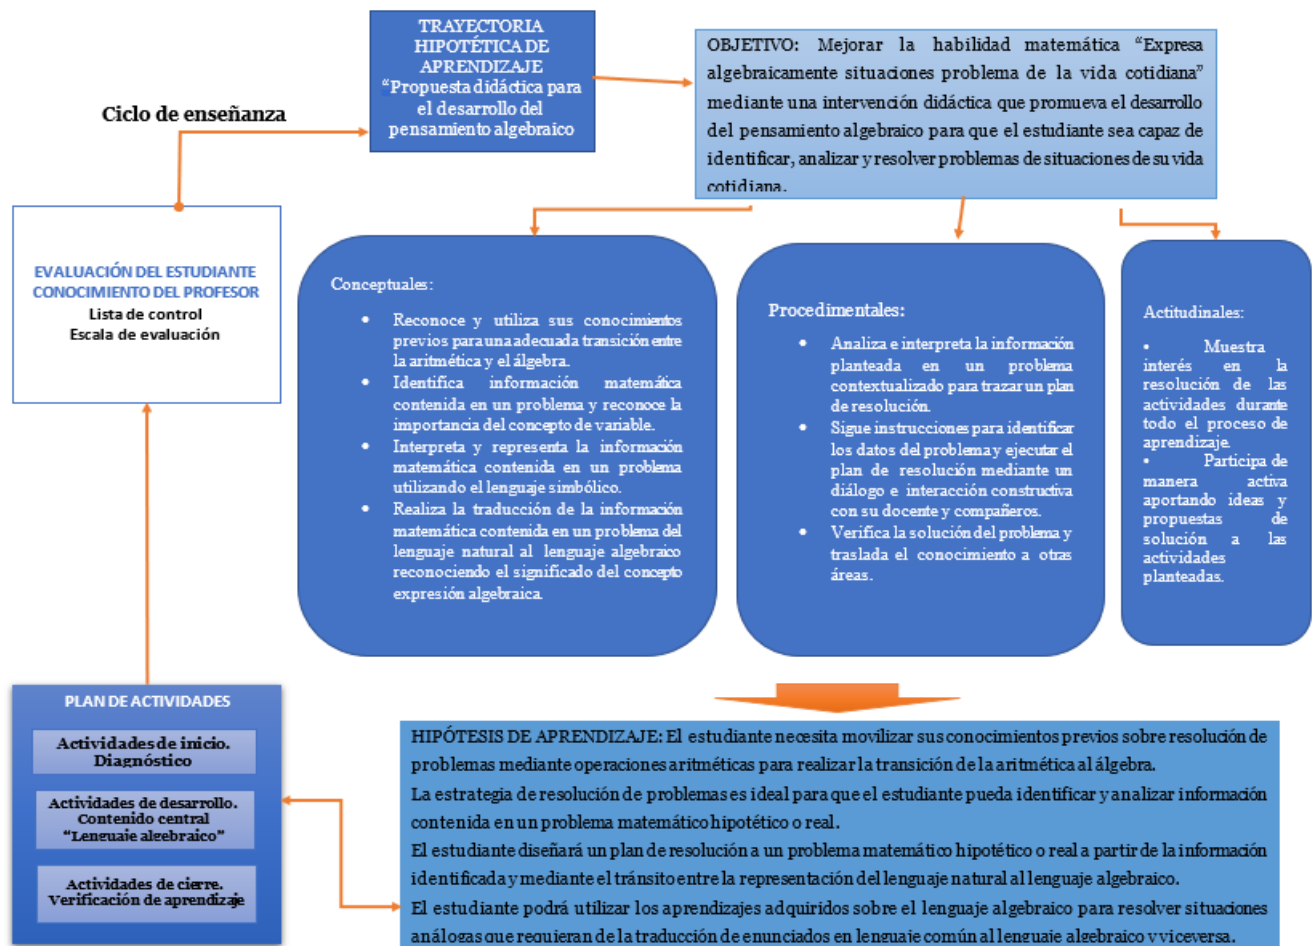 TRAYECTORIA
HIPOTÉTICA DE
APRENDIZAJE
“Propuesta didáctica para
el desarrollo del
pensamiento algebraico
OBJETIVO: Mejorar la habilidad matemática “Expresa
algebraicamente situaciones problema de la vida cotidiana”
mediante una intervención didáctica que promueva el desarrollo
del pensamiento algebraico para que el estudiante sea capaz de
identificar, analizar y resolver problemas de situaciones de su vida
cotidiana.
Ciclo de enseñanza
EVALUACIÓN DEL ESTUDIANTE
CONOCIMIENTO DEL PROFESOR
Lista de control
Escala de evaluación
Conceptuales:
• Reconoce y utiliza sus conocimientos
previos para una adecuada transición entre
la aritmética y el álgebra.
• Identifica información matemática
contenida en un problema y reconoce la
importancia del concepto de variable.
• Interpreta y representa la información
matemática contenida en un problema
utilizando el lenguaje simbólico.
• Realiza la traducción de la información
matemática contenida en un problema del
lenguaje natural al lenguaje algebraico
reconociendo el significado del concepto
expresión algebraica.
Procedimentales:
• Analiza e interpreta la información
planteada en un problema
contextualizado para trazar un plan
de resolución.
• Sigue instrucciones para identificar
los datos del problema y ejecutar el
plan de resolución mediante un
diálogo e interacción constructiva
con su docente y compañeros.
• Verifica la solución del problema y
traslada el conocimiento a otras
áreas.
Actitudinales:
• Muestra
interés en la
resolución de las
actividades durante
todo el proceso de
aprendizaje.
• Participa de
manera activa
aportando ideas y
propuestas de
solución a las
actividades
planteadas.
PLAN DE ACTIVIDADES
Actividades de inicio.
Diagnóstico
Actividades de desarrollo.
Contenido central
“Lenguaje algebraico”
Actividades de cierre.
Verificación de aprendizaje
HIPÓTESIS DE APRENDIZAJE: El estudiante necesita movilizar sus conocimientos previos sobre resolución de
problemas mediante operaciones aritméticas para realizar la transición de la aritmética al álgebra.
La estrategia de resolución de problemas es ideal para que el estudiante pueda identificar y analizar información
contenida en un problema matemático hipotético o real.
El estudiante diseñará un plan de resolución a un problema matemático hipotético o real a partir de la información
identificada y mediante el tránsito entre la representación del lenguaje natural al lenguaje algebraico.
El estudiante podrá utilizar los aprendizajes adquiridos sobre el lenguaje algebraico para resolver situaciones
análogas que requieran de la traducción de enunciados en lenguaje común al lenguaje algebraico y viceversa.